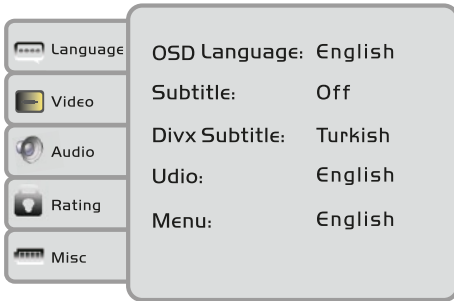 Language
Video
Audio
Rating
Misc
OSD Language: English
Subtitle: Off
Divx Subtitle: Turkish
Udio: English
Menu: English